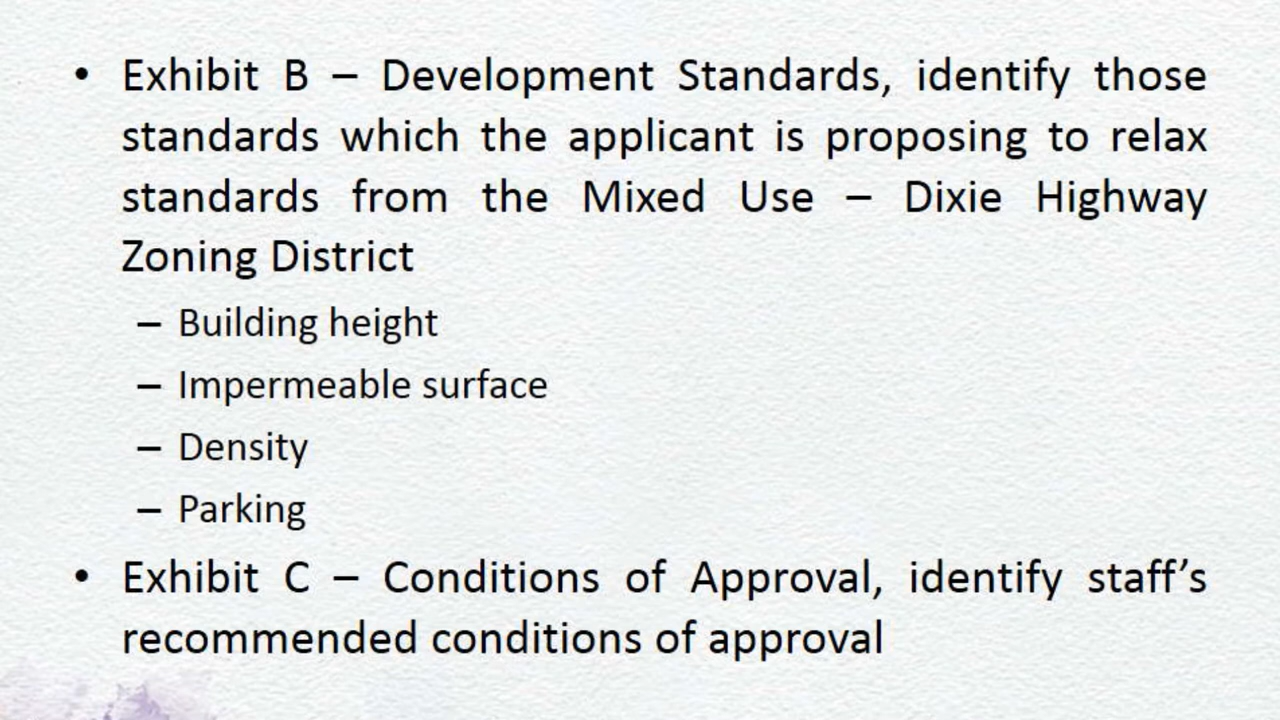 • Exhibit B – Development Standards, identify those
standards which the applicant is proposing to relax
standards from the Mixed Use – Dixie Highway
Zoning District
– Building height
– Impermeable surface
– Density
– Parking
• Exhibit C – Conditions of Approval, identify staff’s
recommended conditions of approval